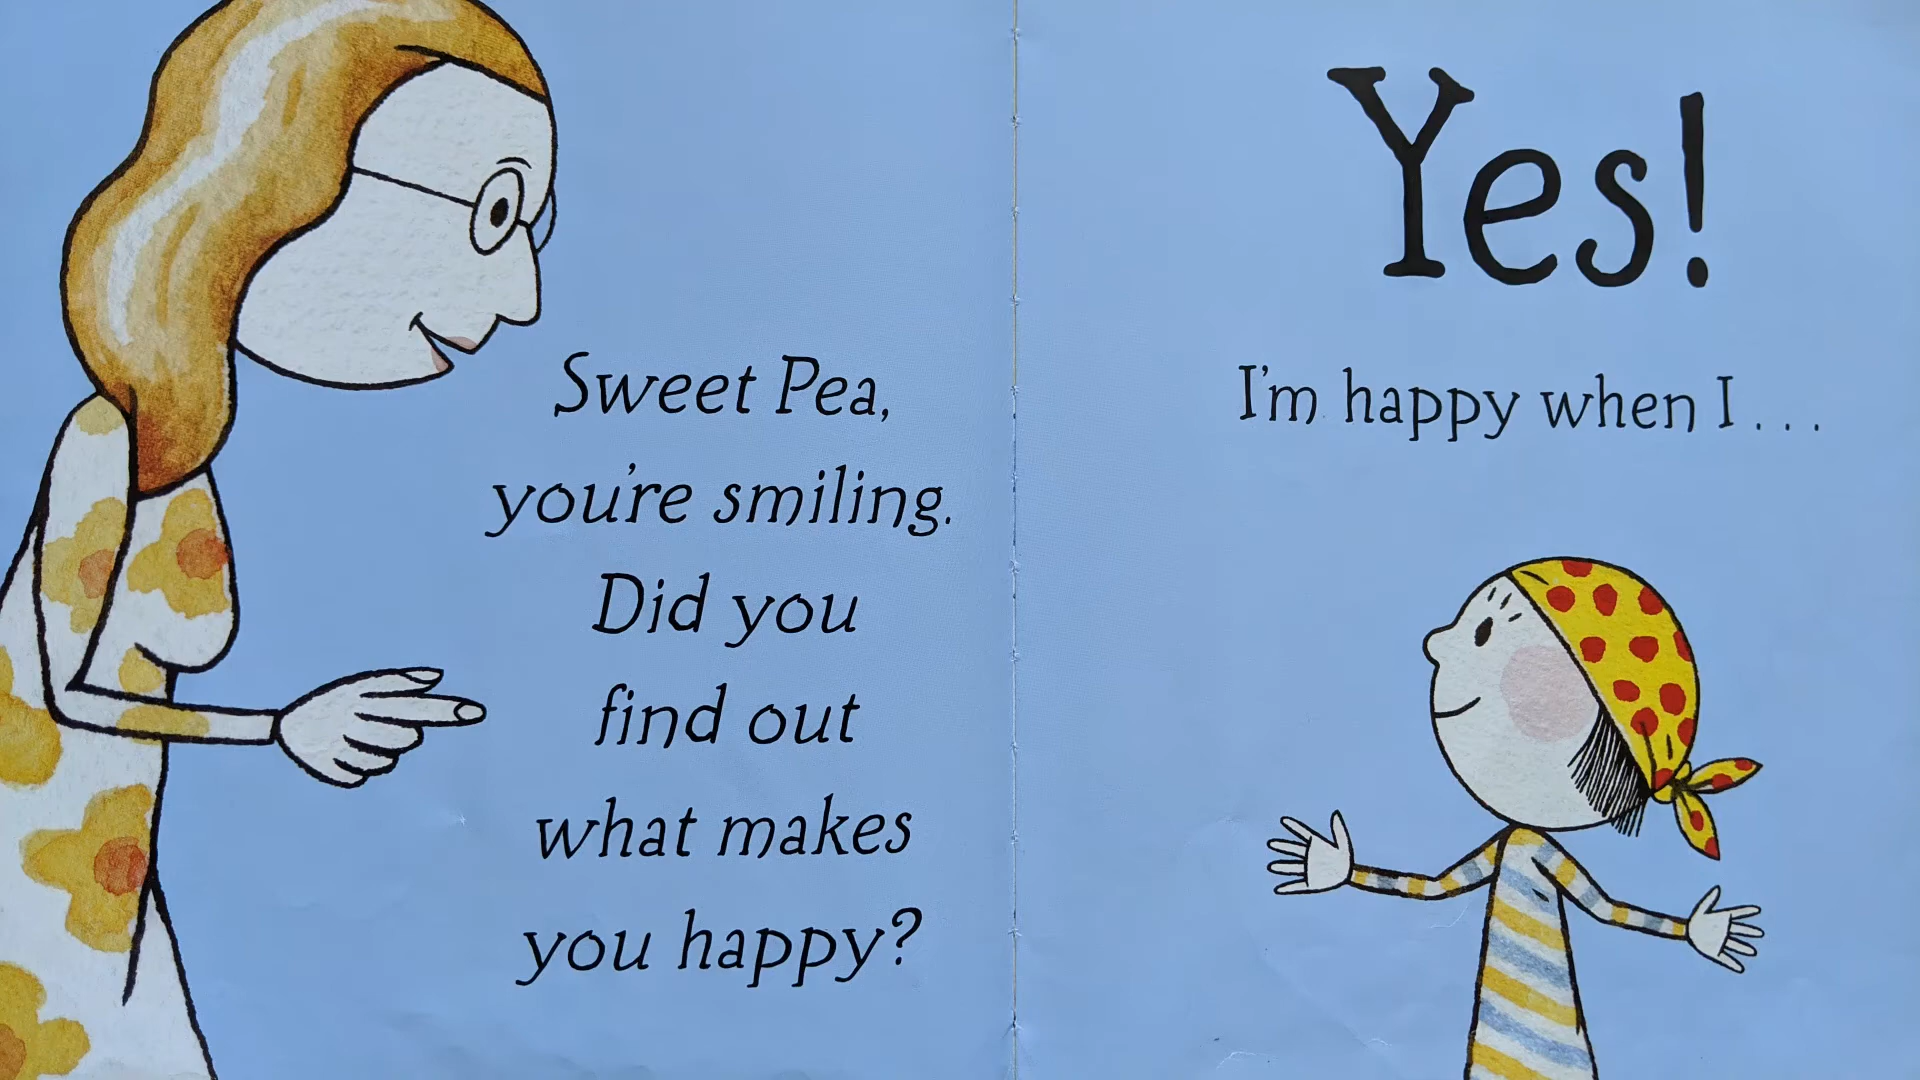 Sweet Pea,
you're smiling.
Did you
find out
what makes
you happy?
Yes!
I'm happy when I . . .